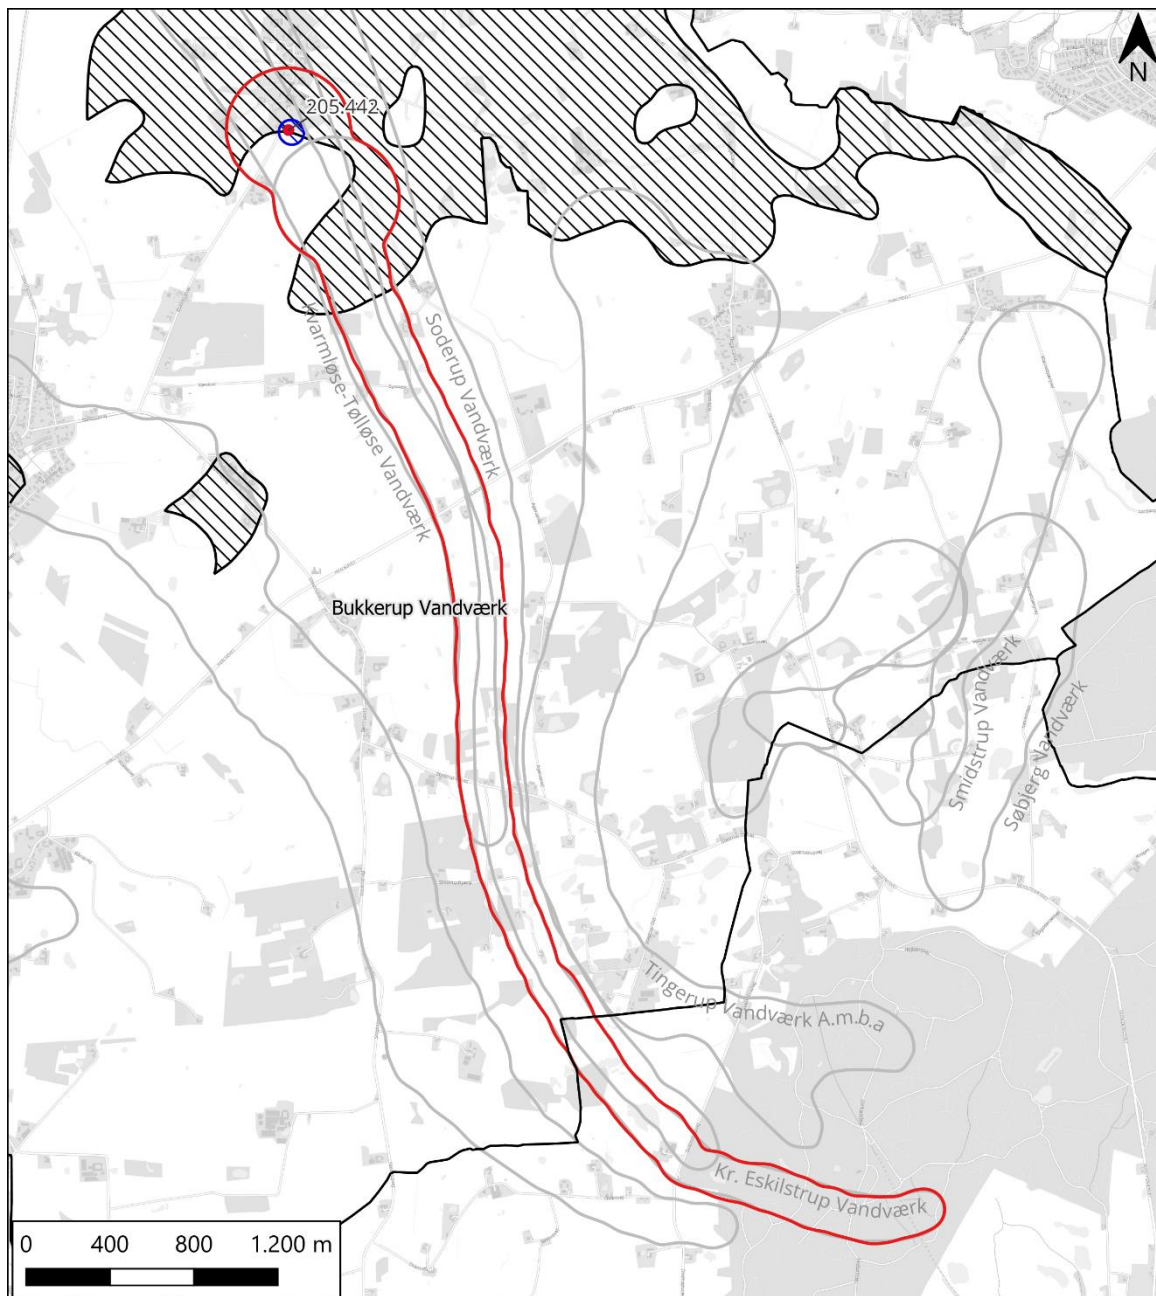 N
205.442
Soderup Vandværk
Kvarmløse-Tølløse Vandværk
Bukkerup Vandværk
Smidstrup Vandværk
Søbjerg Vandværk
Tingerup Vandværk A.m.b.a
Kr. Eskilstrup Vandværk
0 400 800 1.200 m